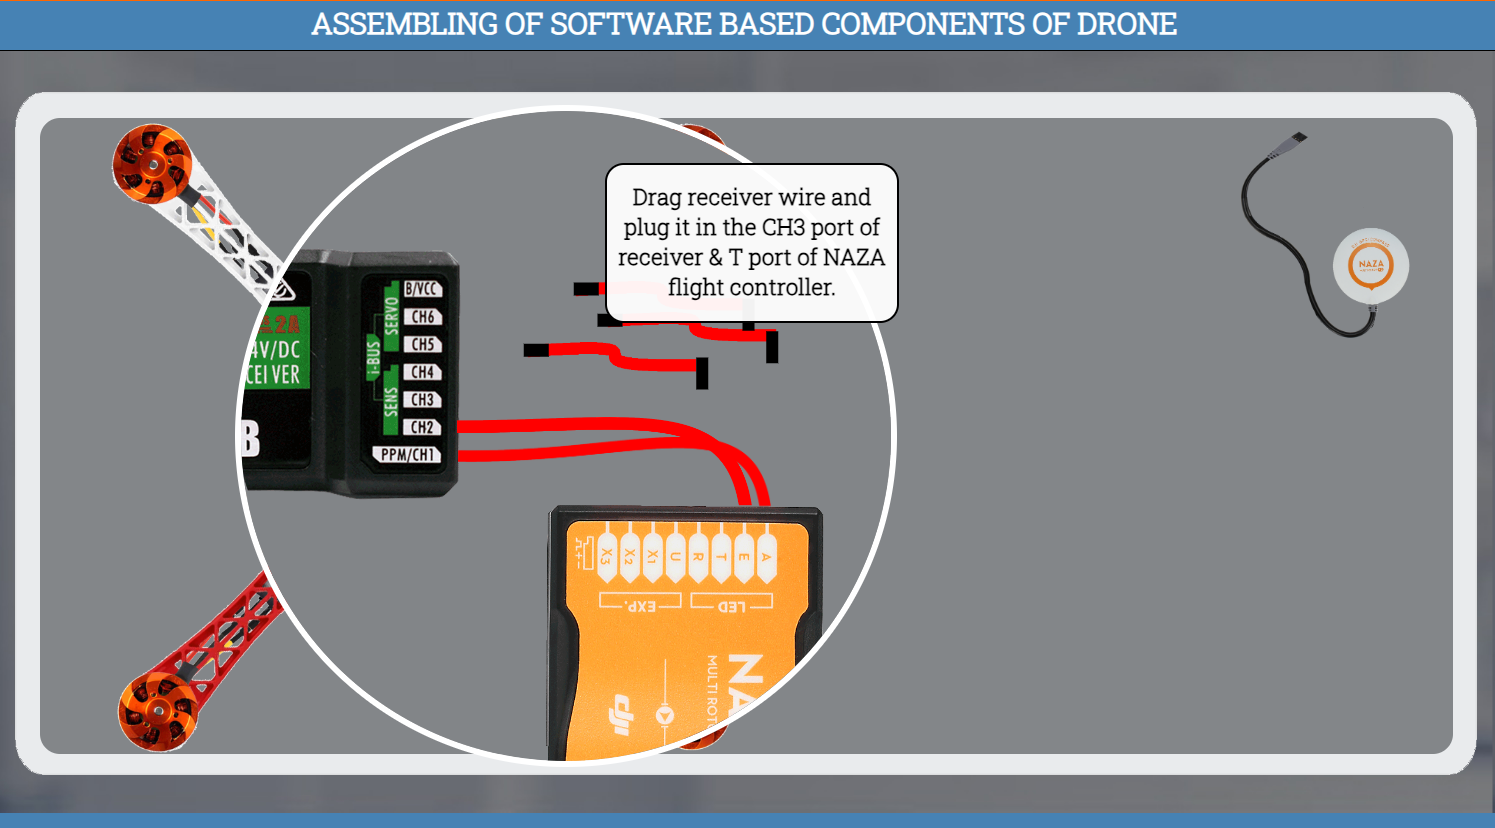 ASSEMBLING OF SOFTWARE BASED COMPONENTS OF DRONE
Drag receiver wire and
plug it in the CH3 port of
receiver & T port of NAZA
flight controller.
NAZA
2A
4V/DC
CEIVER
B
i-BUS
SERVO
SENS
B/VCC
CH6
CH5
CH4
CH3
CH2
PPM/CH1
X3
X2
X1
U
R
T
E
A
EXP.
LED
NA
MULTI ROT
dji